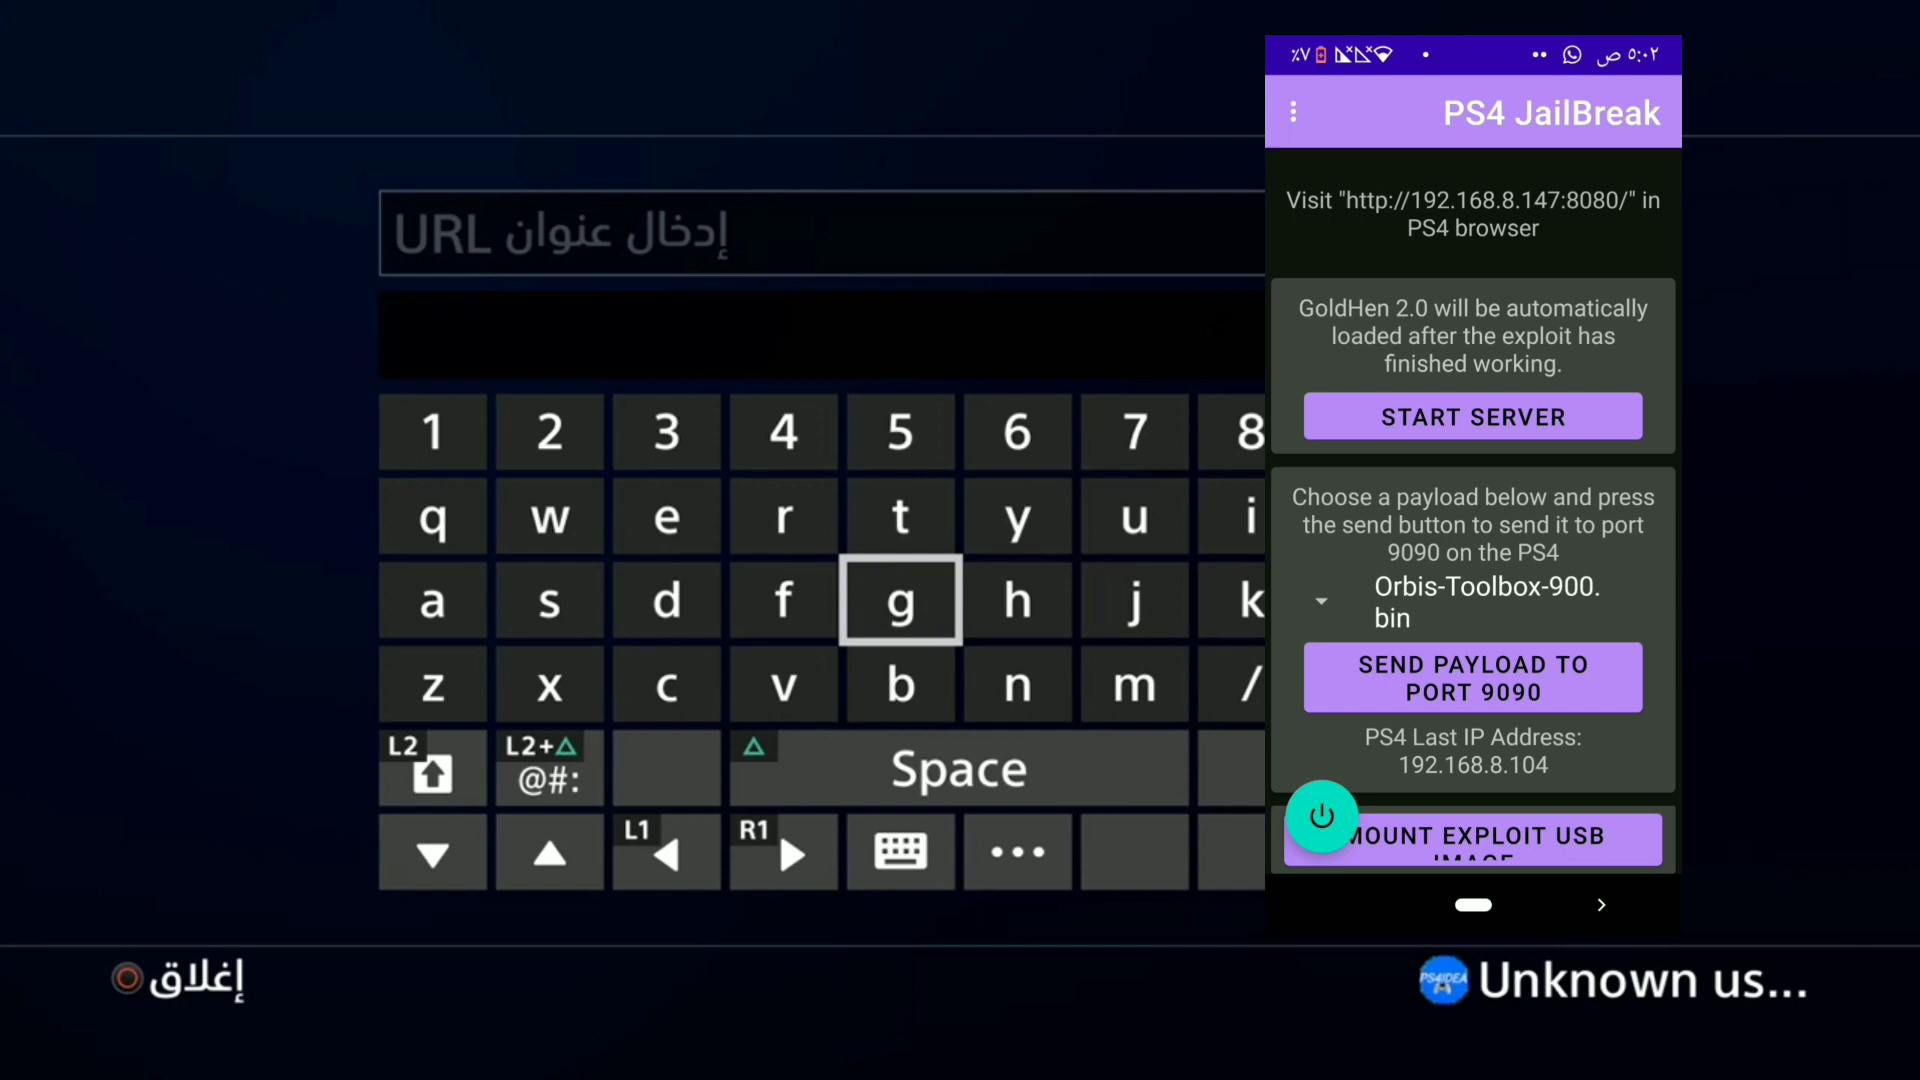 إدخال عنوان URL
1 2 3 4 5 6 7 8
q w e r t y u i
a s d f g h j k
z x c v b n m /
L2 L2+△ △
@#: Space
L1 R1
...
إغلاق
PS4IDEA
Unknown us...
٪٧ ٥:٠٢ ص
PS4 JailBreak
Visit "http://192.168.8.147:8080/" in
PS4 browser
GoldHen 2.0 will be automatically
loaded after the exploit has
finished working.
START SERVER
Choose a payload below and press
the send button to send it to port
9090 on the PS4
Orbis-Toolbox-900.
bin
SEND PAYLOAD TO
PORT 9090
PS4 Last IP Address:
192.168.8.104
MOUNT EXPLOIT USB
IMAGE